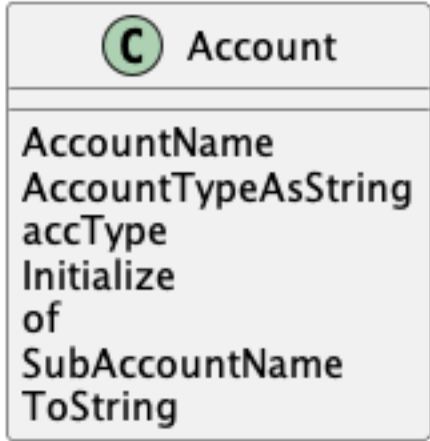 C Account
AccountName
AccountTypeAsString
accType
Initialize
of
SubAccountName
ToString